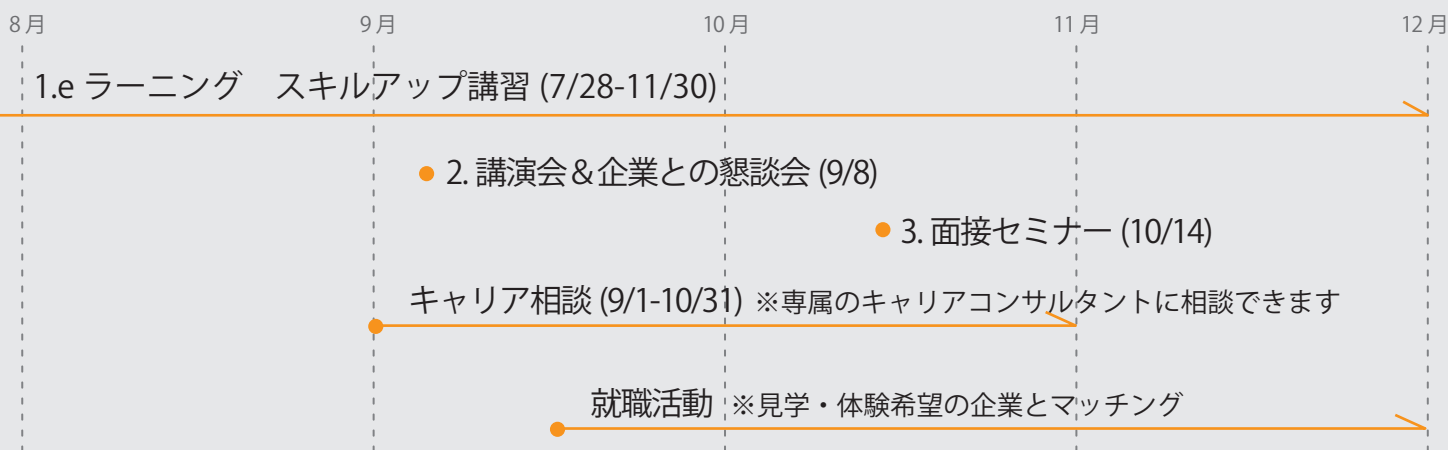 8月 9月 10月 11月 12月
1.e ラーニング　スキルアップ講習 (7/28-11/30)
2. 講演会＆企業との懇談会 (9/8)
3. 面接セミナー (10/14)
キャリア相談 (9/1-10/31) ※専属のキャリアコンサルタントに相談できます
就職活動 ※見学・体験希望の企業とマッチング